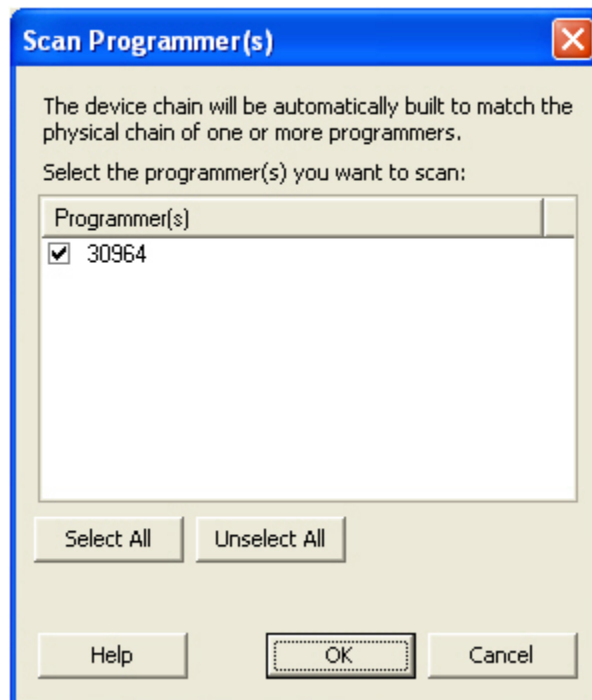 Scan Programmer(s)
The device chain will be automatically built to match the
physical chain of one or more programmers.
Select the programmer(s) you want to scan:
Programmer(s)
30964
Select All Unselect All
Help OK Cancel